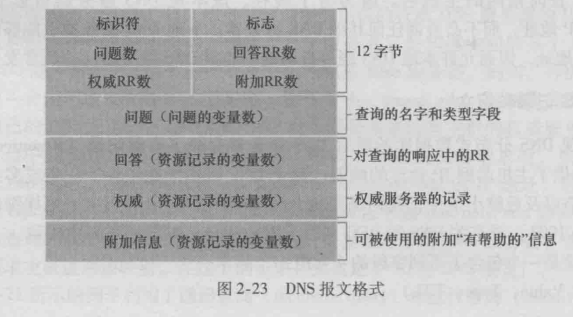 标识符 标志
问题数 回答RR数
12字节
权威RR数 附加RR数
问题(问题的变量数) 查询的名字和类型字段
回答(资源记录的变量数) 对查询的响应中的RR
权威(资源记录的变量数) 权威服务器的记录
附加信息(资源记录的变量数) 可被使用的附加“有帮助的”信息
图 2-23 DNS 报文格式